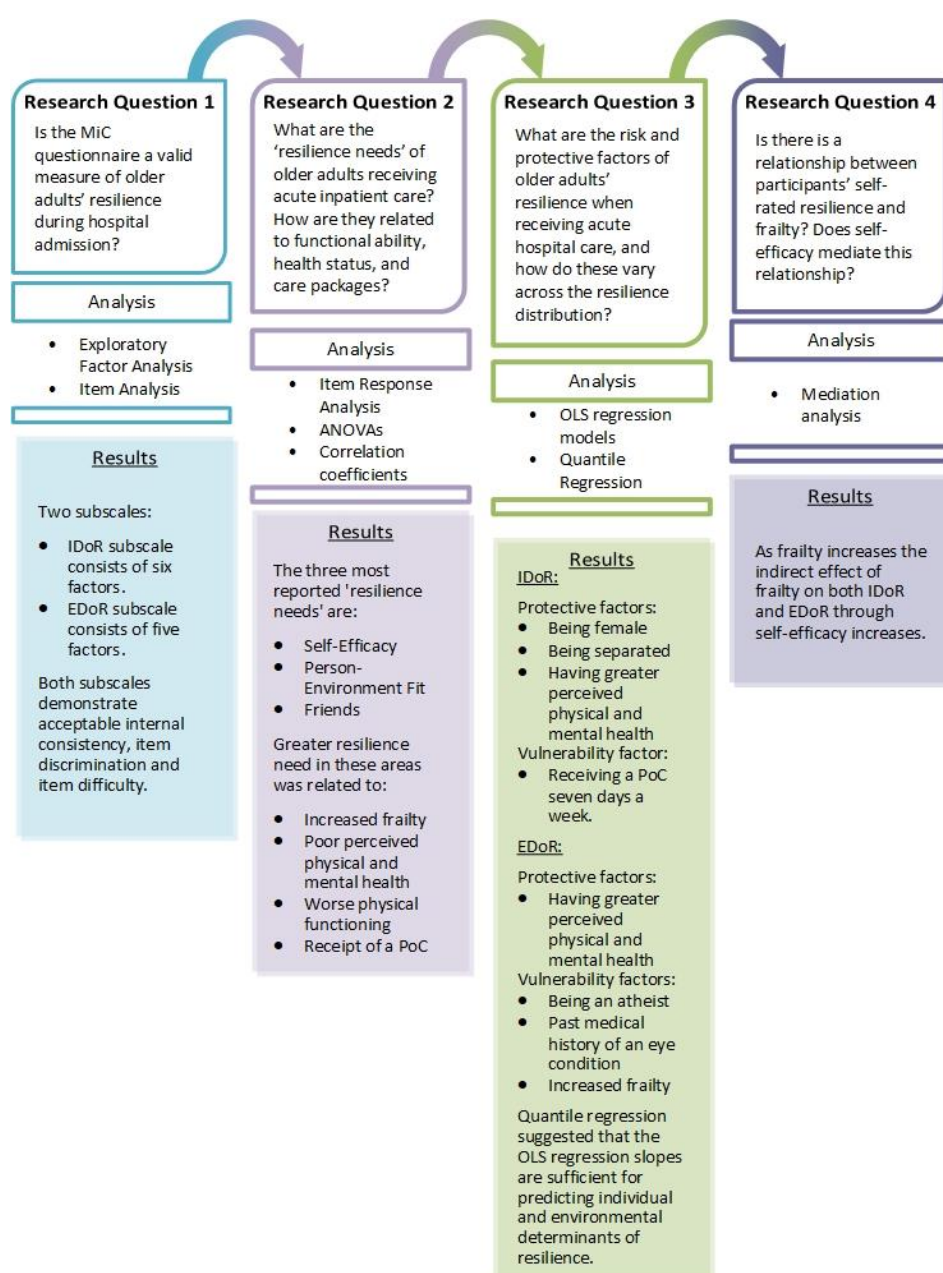 Research Question 1
Is the MiC
questionnaire a valid
measure of older
adults' resilience
during hospital
admission?
Analysis
• Exploratory
Factor Analysis
• Item Analysis
Results
Two subscales:
• IDoR subscale
consists of six
factors.
• EDoR subscale
consists of five
factors.
Both subscales
demonstrate
acceptable internal
consistency, item
discrimination and
item difficulty.
Research Question 2
What are the
'resilience needs' of
older adults receiving
acute inpatient care?
How are they related
to functional ability,
health status, and
care packages?
Analysis
• Item Response
Analysis
• ANOVAs
• Correlation
coefficients
Results
The three most
reported 'resilience
needs' are:
• Self-Efficacy
• Person-
Environment Fit
• Friends
Greater resilience
need in these areas
was related to:
• Increased frailty
• Poor perceived
physical and
mental health
• Worse physical
functioning
• Receipt of a PoC
Research Question 3
What are the risk and
protective factors of
older adults'
resilience when
receiving acute
hospital care, and
how do these vary
across the resilience
distribution?
Analysis
• OLS regression
models
• Quantile
Regression
Results
IDoR:
Protective factors:
• Being female
• Being separated
• Having greater
perceived
physical and
mental health
Vulnerability factor:
• Receiving a PoC
seven days a
week.
EDoR:
Protective factors:
• Having greater
perceived
physical and
mental health
Vulnerability factors:
• Being an atheist
• Past medical
history of an eye
condition
• Increased frailty
Quantile regression
suggested that the
OLS regression slopes
are sufficient for
predicting individual
and environmental
determinants of
resilience.
Research Question 4
Is there is a
relationship between
participants' self-
rated resilience and
frailty? Does self-
efficacy mediate this
relationship?
Analysis
• Mediation
analysis
Results
As frailty increases the
indirect effect of
frailty on both IDoR
and EDoR through
self-efficacy increases.